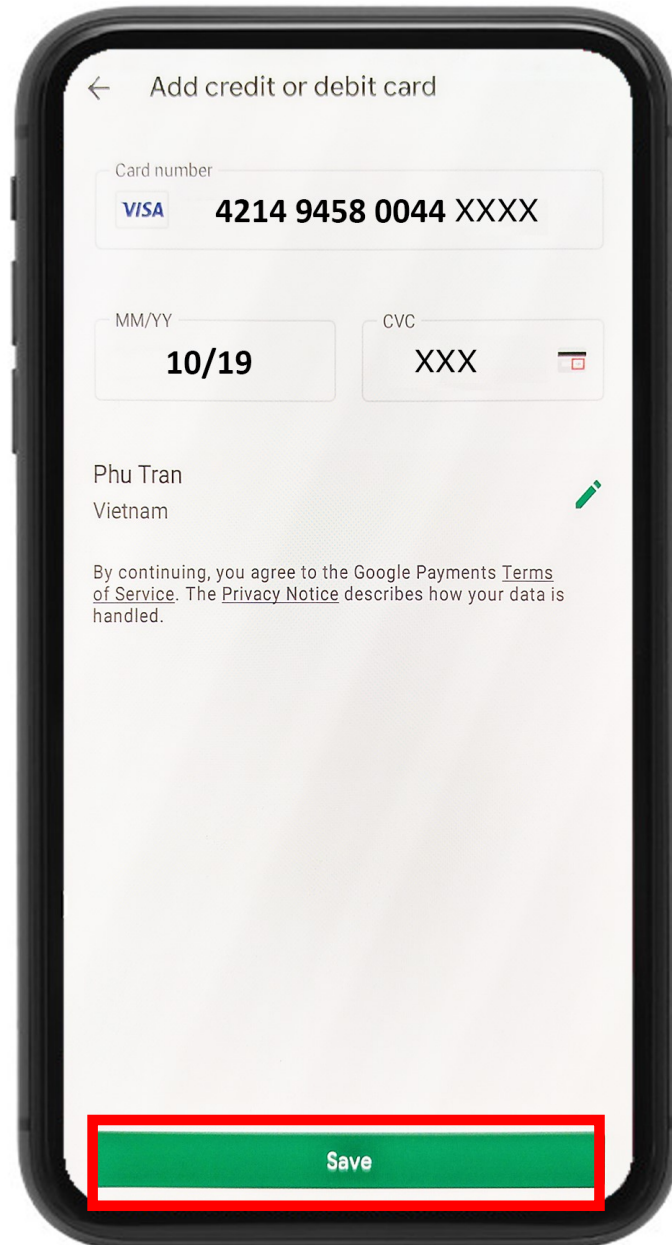 Add credit or debit card
Card number
VISA 4214 9458 0044 XXXX
MM/YY
CVC
10/19
XXX
Phu Tran
Vietnam
By continuing, you agree to the Google Payments Terms
of Service. The Privacy Notice describes how your data is
handled.
Save